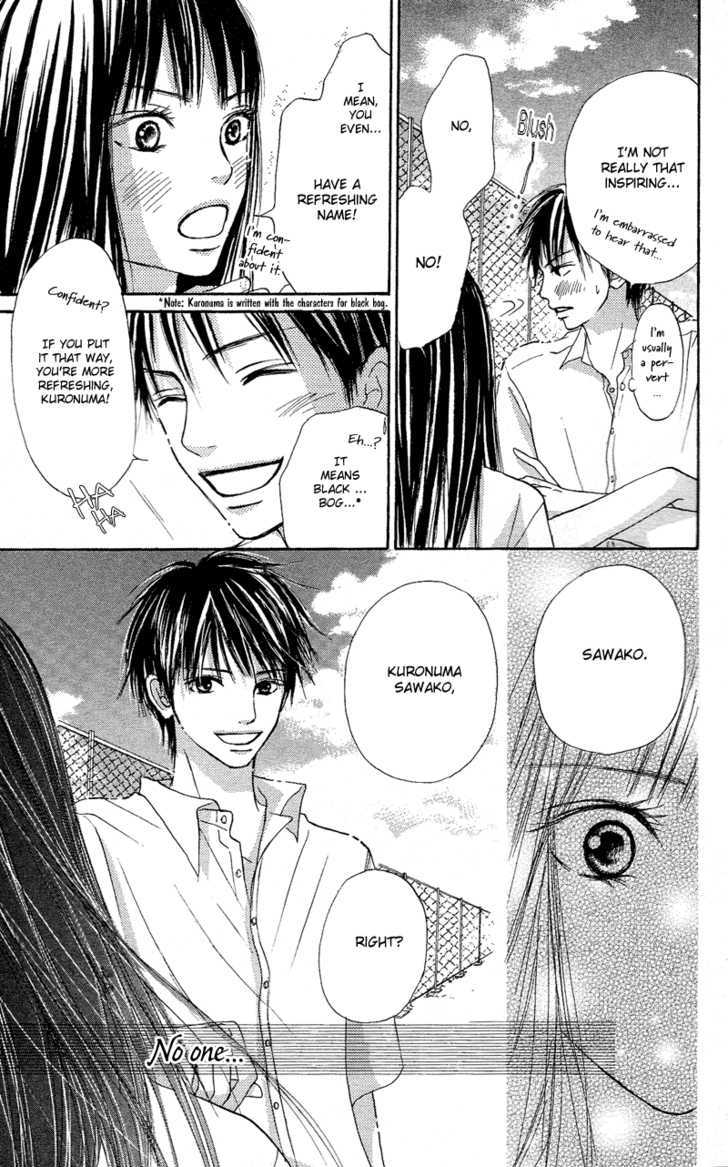 I'M NOT
REALLY THAT
INSPIRING...
I'm embarrassed
to hear that...
Blush
I'm
usually
a per-
vert
...
NO,
NO!
I
MEAN,
YOU
EVEN...
HAVE A
REFRESHING
NAME!
I'm con-
fident
about it.
*Note: Kuronuma is written with the characters for black bog.
Eh...?
IT
MEANS
BLACK ...
BOG...*
Confident?
IF YOU PUT
IT THAT WAY,
YOU'RE MORE
REFRESHING,
KURONUMA!
HA
HA
SAWAKO.
KURONUMA
SAWAKO,
RIGHT?
No one...